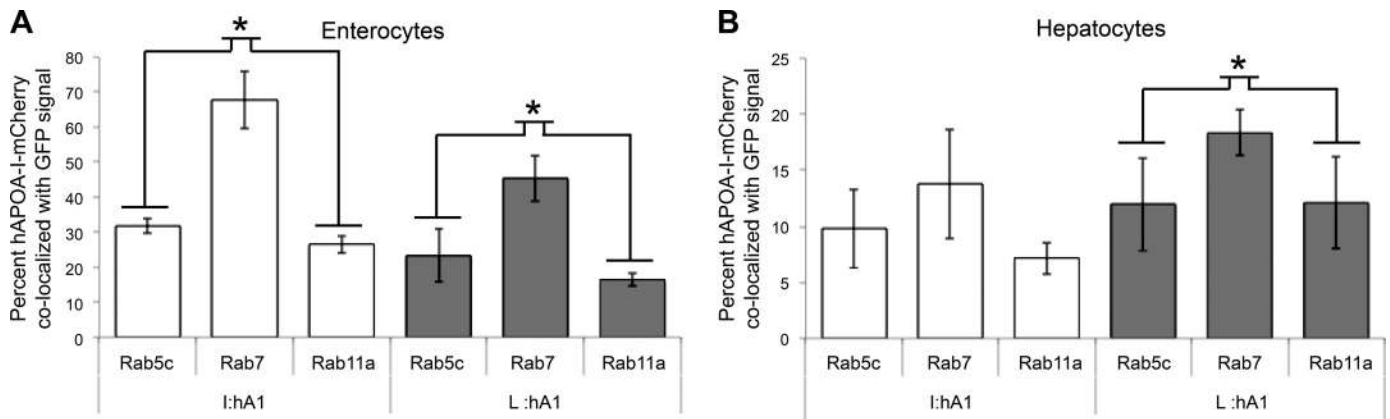 A
Enterocytes
*
*
Percent hAPOA-I-mCherry
co-localized with GFP signal
80
70
60
50
40
30
20
10
0
Rab5c Rab7 Rab11a Rab5c Rab7 Rab11a
I:hA1 L :hA1
B
Hepatocytes
*
Percent hAPOA-I-mCherry
co-localized with GFP signal
25
20
15
10
5
0
Rab5c Rab7 Rab11a Rab5c Rab7 Rab11a
I:hA1 L :hA1